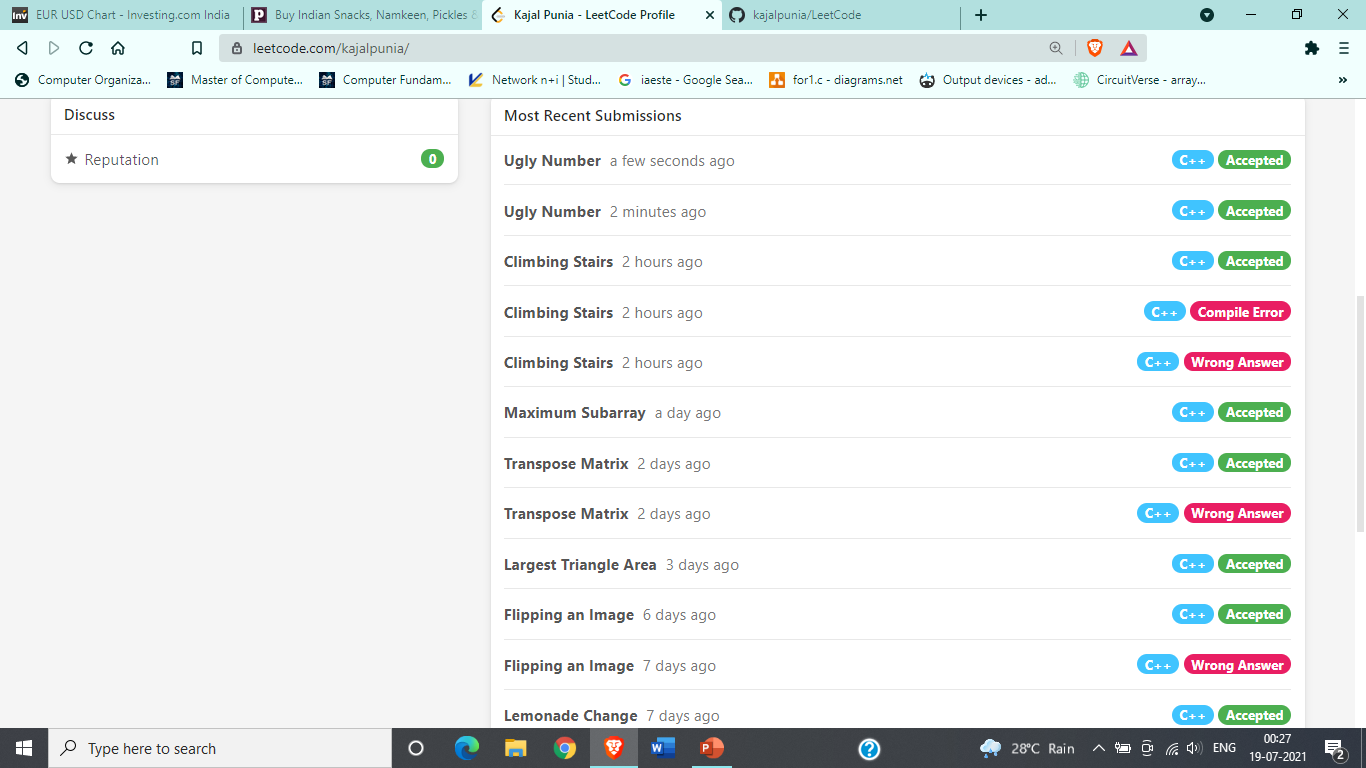 EUR USD Chart - Investing.com India
Buy Indian Snacks, Namkeen, Pickles &
Kajal Punia - LeetCode Profile
kajalpunia/LeetCode
leetcode.com/kajalpunia/
Computer Organiza...
Master of Compute...
Computer Fundam...
Network n+i | Stud...
iaeste - Google Sea...
for1.c - diagrams.net
Output devices - ad...
CircuitVerse - array...
Discuss
Reputation 0
Most Recent Submissions
Ugly Number a few seconds ago C++ Accepted
Ugly Number 2 minutes ago C++ Accepted
Climbing Stairs 2 hours ago C++ Accepted
Climbing Stairs 2 hours ago C++ Compile Error
Climbing Stairs 2 hours ago C++ Wrong Answer
Maximum Subarray a day ago C++ Accepted
Transpose Matrix 2 days ago C++ Accepted
Transpose Matrix 2 days ago C++ Wrong Answer
Largest Triangle Area 3 days ago C++ Accepted
Flipping an Image 6 days ago C++ Accepted
Flipping an Image 7 days ago C++ Wrong Answer
Lemonade Change 7 days ago C++ Accepted
Type here to search
28°C Rain
ENG
00:27
19-07-2021
2